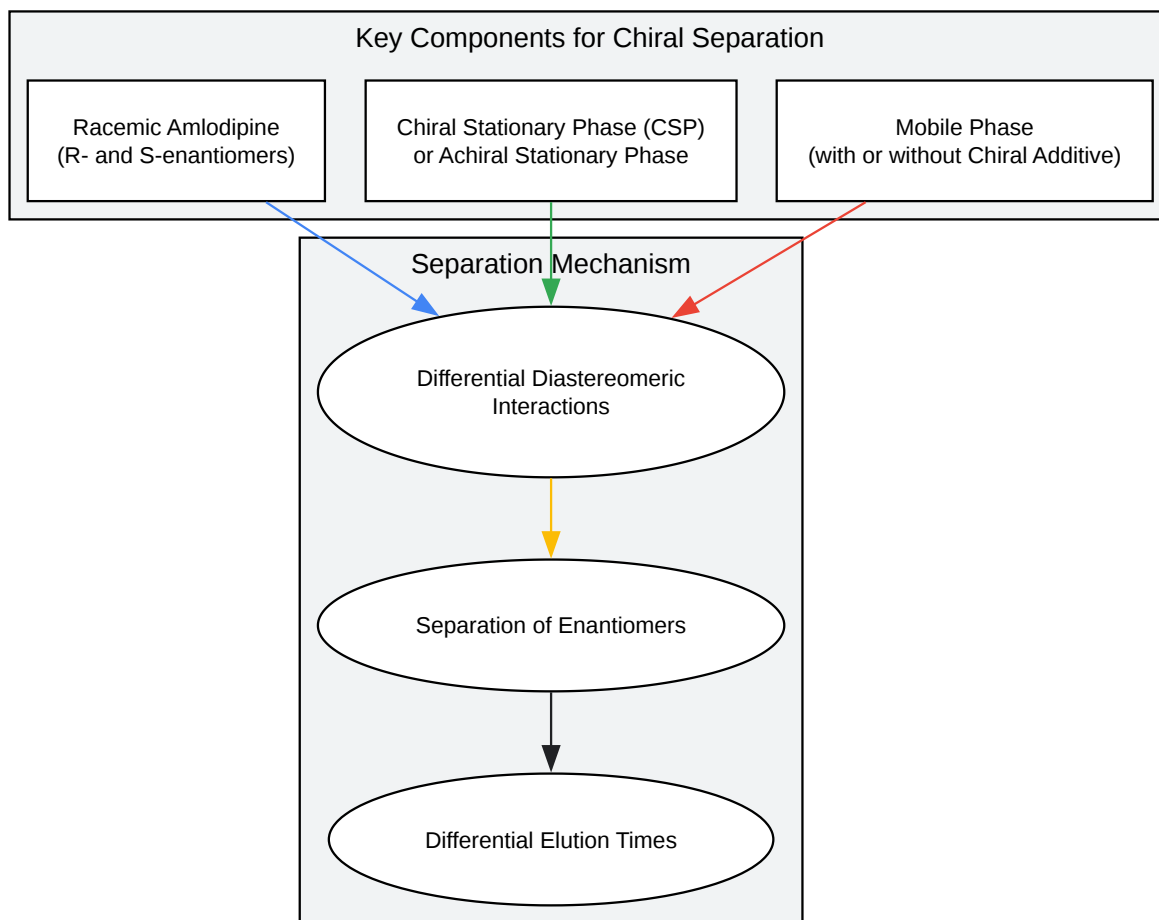 Key Components for Chiral Separation
Racemic Amlodipine
(R- and S-enantiomers)
Chiral Stationary Phase (CSP)
or Achiral Stationary Phase
Mobile Phase
(with or without Chiral Additive)
Separation Mechanism
Differential Diastereomeric
Interactions
Separation of Enantiomers
Differential Elution Times